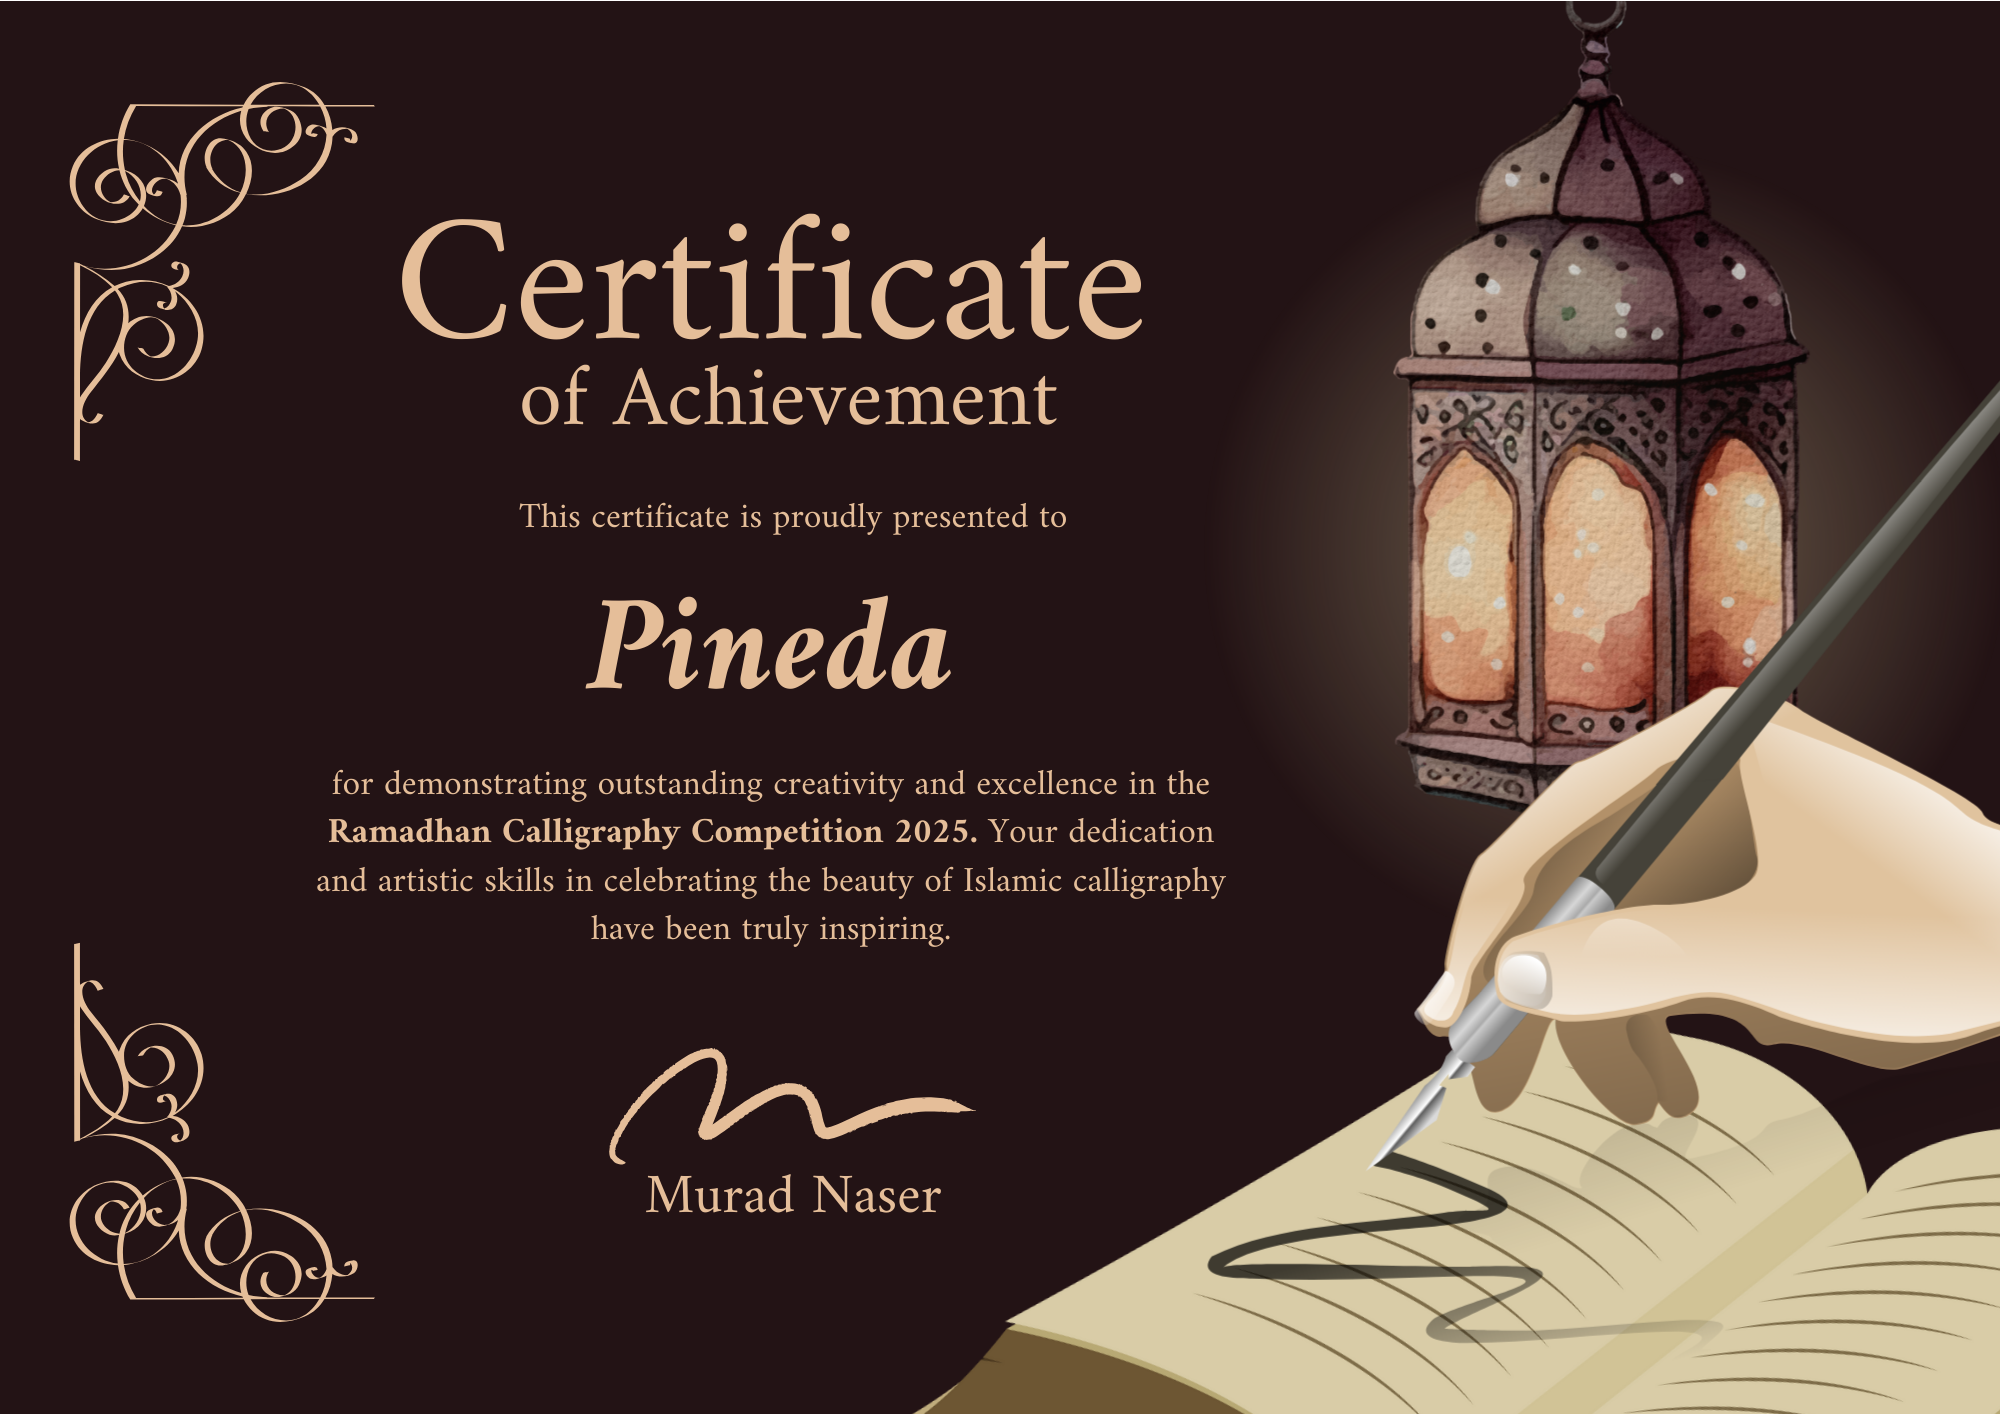 Certificate
of Achievement
This certificate is proudly presented to
Pineda
for demonstrating outstanding creativity and excellence in the
Ramadhan Calligraphy Competition 2025. Your dedication
and artistic skills in celebrating the beauty of Islamic calligraphy
have been truly inspiring.
Murad Naser